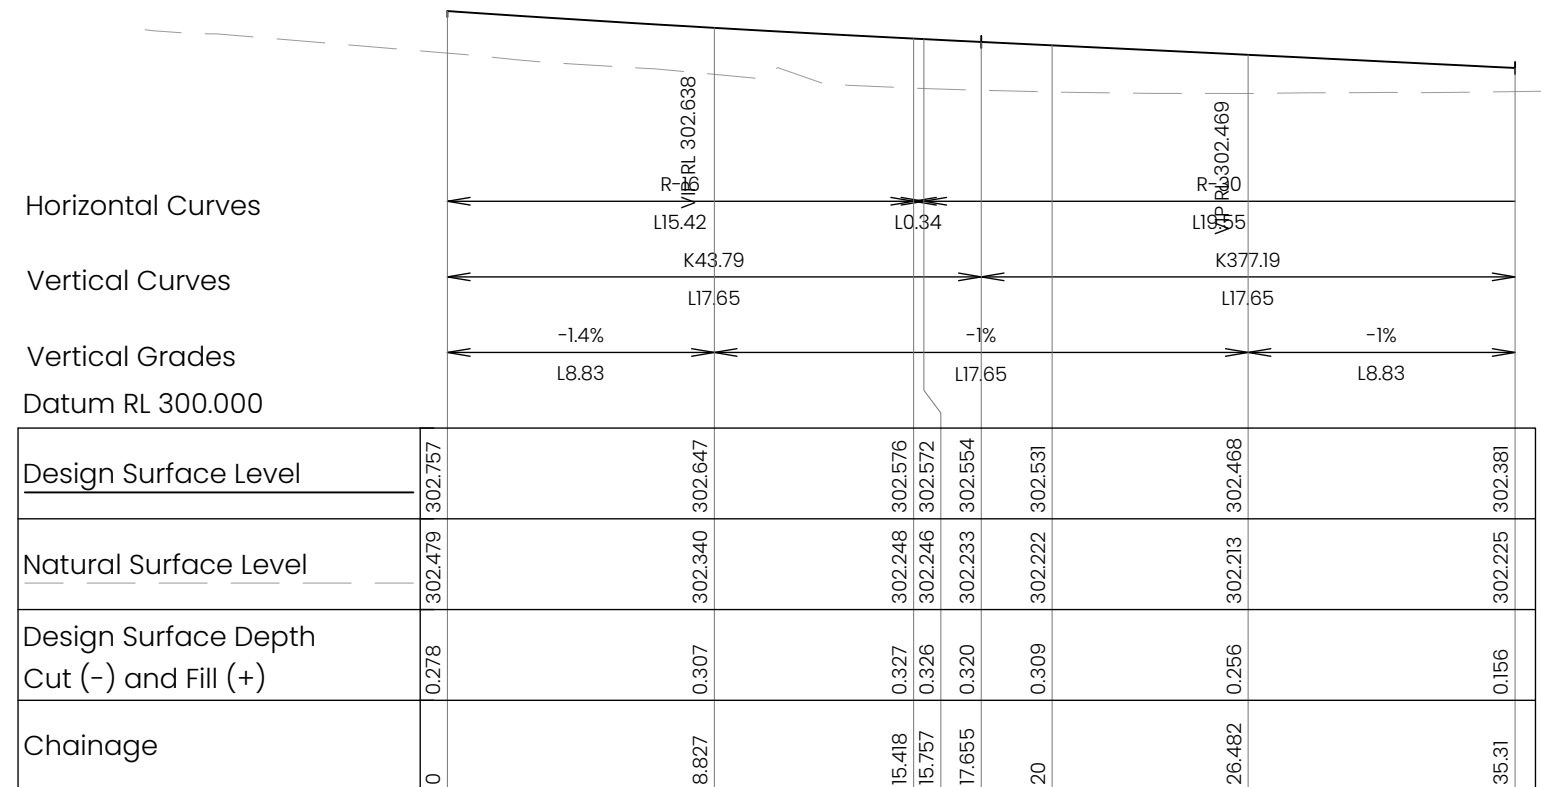 VIP RL 302.638
VIP RL 302.469
R-16
R-30
Horizontal Curves
L15.42
L0.34
L19.55
K43.79
K377.19
Vertical Curves
L17.65
L17.65
-1.4%
-1%
-1%
Vertical Grades
L8.83
L17.65
L8.83
Datum RL 300.000
Design Surface Level
302.757
302.647
302.576
302.572
302.554
302.531
302.468
302.381
Natural Surface Level
302.479
302.340
302.248
302.246
302.233
302.222
302.213
302.225
Design Surface Depth
Cut (-) and Fill (+)
0.278
0.307
0.327
0.326
0.320
0.309
0.256
0.156
Chainage
0
8.827
15.418
15.757
17.655
20
26.482
35.31